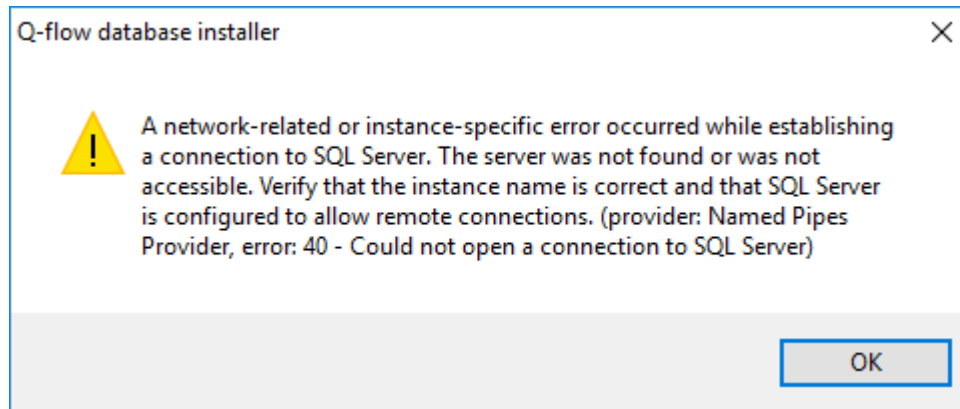 Q-flow database installer
A network-related or instance-specific error occurred while establishing
a connection to SQL Server. The server was not found or was not
accessible. Verify that the instance name is correct and that SQL Server
is configured to allow remote connections. (provider: Named Pipes
Provider, error: 40 - Could not open a connection to SQL Server)
OK